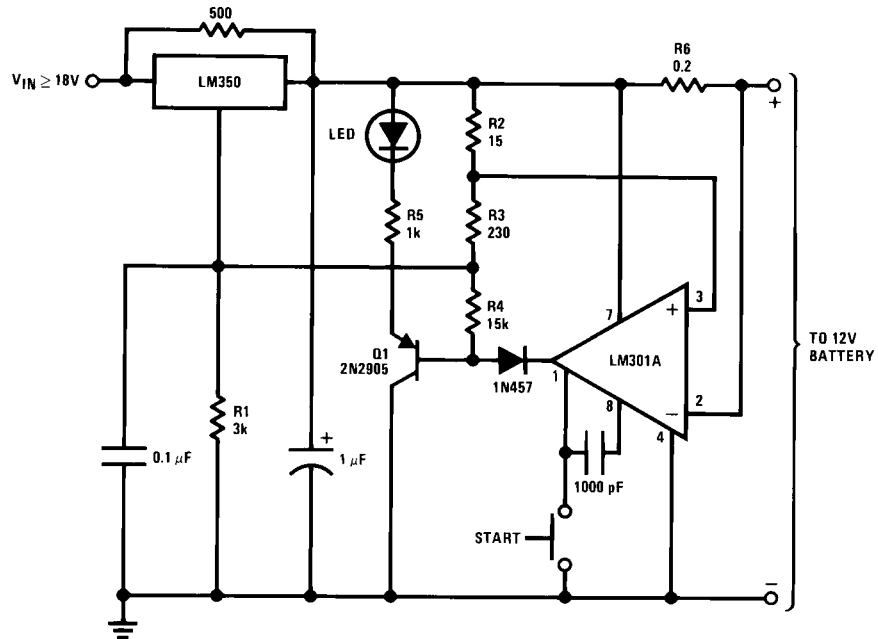 500
V_IN ≥ 18V
LM350
R6
0.2
+
LED
R2
15
R5
1k
R3
230
R4
15k
7
3
+
Q1
2N2905
1N457
1
LM301A
TO 12V
BATTERY
8
2
−
4
R1
3k
0.1 μF
+
1 μF
1000 pF
START
−